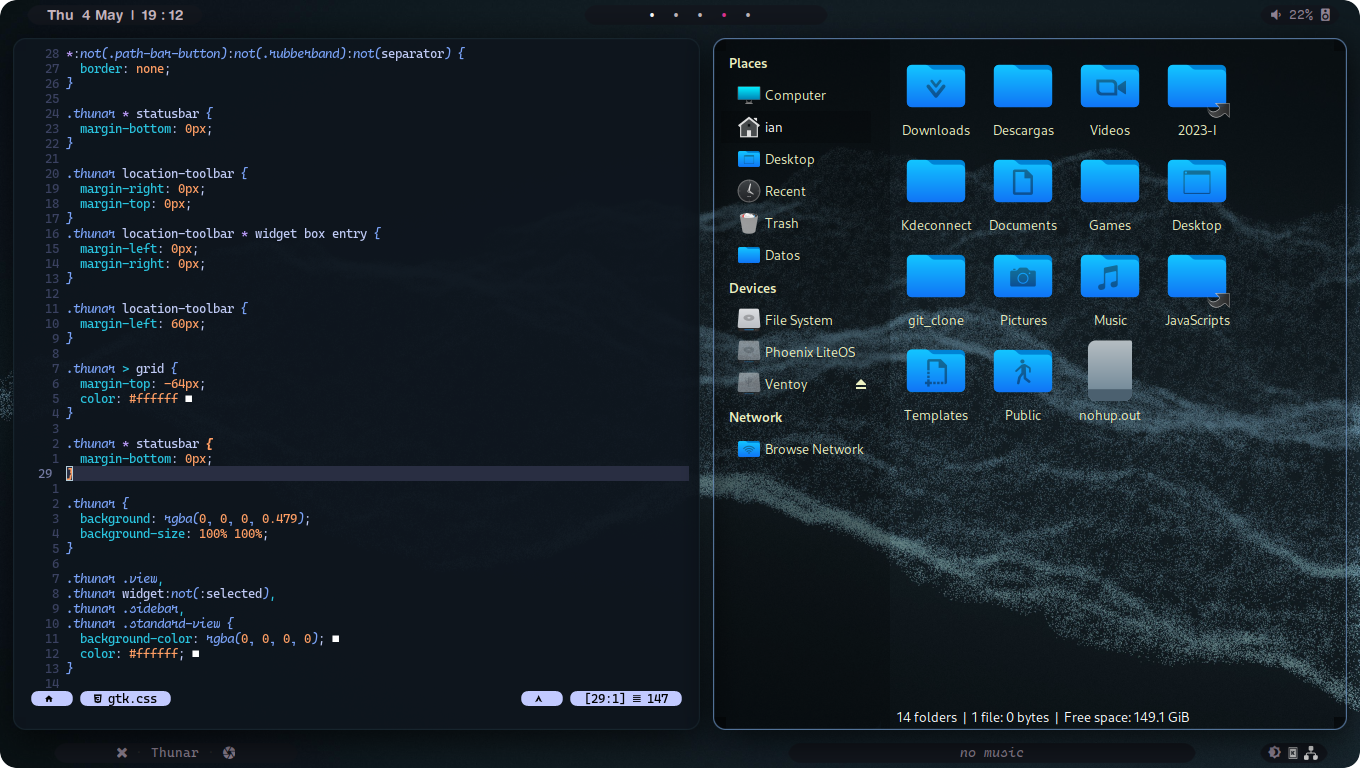 Thu 4 May | 19 : 12
22%
28 *:not(.path-bar-button):not(.rubberband):not(separator) {
27   border: none;
26 }
25
24 .thunar * statusbar {
23   margin-bottom: 0px;
22 }
21
20 .thunar location-toolbar {
19   margin-right: 0px;
18   margin-top: 0px;
17 }
16 .thunar location-toolbar * widget box entry {
15   margin-left: 0px;
14   margin-right: 0px;
13 }
12
11 .thunar location-toolbar {
10   margin-left: 60px;
9 }
8
7 .thunar > grid {
6   margin-top: -64px;
5   color: #ffffff
4 }
3
2 .thunar * statusbar {
1   margin-bottom: 0px;
29 }
1
2 .thunar {
3   background: rgba(0, 0, 0, 0.479);
4   background-size: 100% 100%;
5 }
6
7 .thunar .view,
8 .thunar widget:not(:selected),
9 .thunar .sidebar,
10 .thunar .standard-view {
11   background-color: rgba(0, 0, 0, 0);
12   color: #ffffff;
13 }
14
gtk.css
[29:1] ≡ 147
Places
Computer
ian
Desktop
Recent
Trash
Datos
Devices
File System
Phoenix LiteOS
Ventoy
Network
Browse Network
Downloads Descargas Videos 2023-I
Kdeconnect Documents Games Desktop
git_clone Pictures Music JavaScripts
Templates Public nohup.out
14 folders | 1 file: 0 bytes | Free space: 149.1 GiB
Thunar
no music